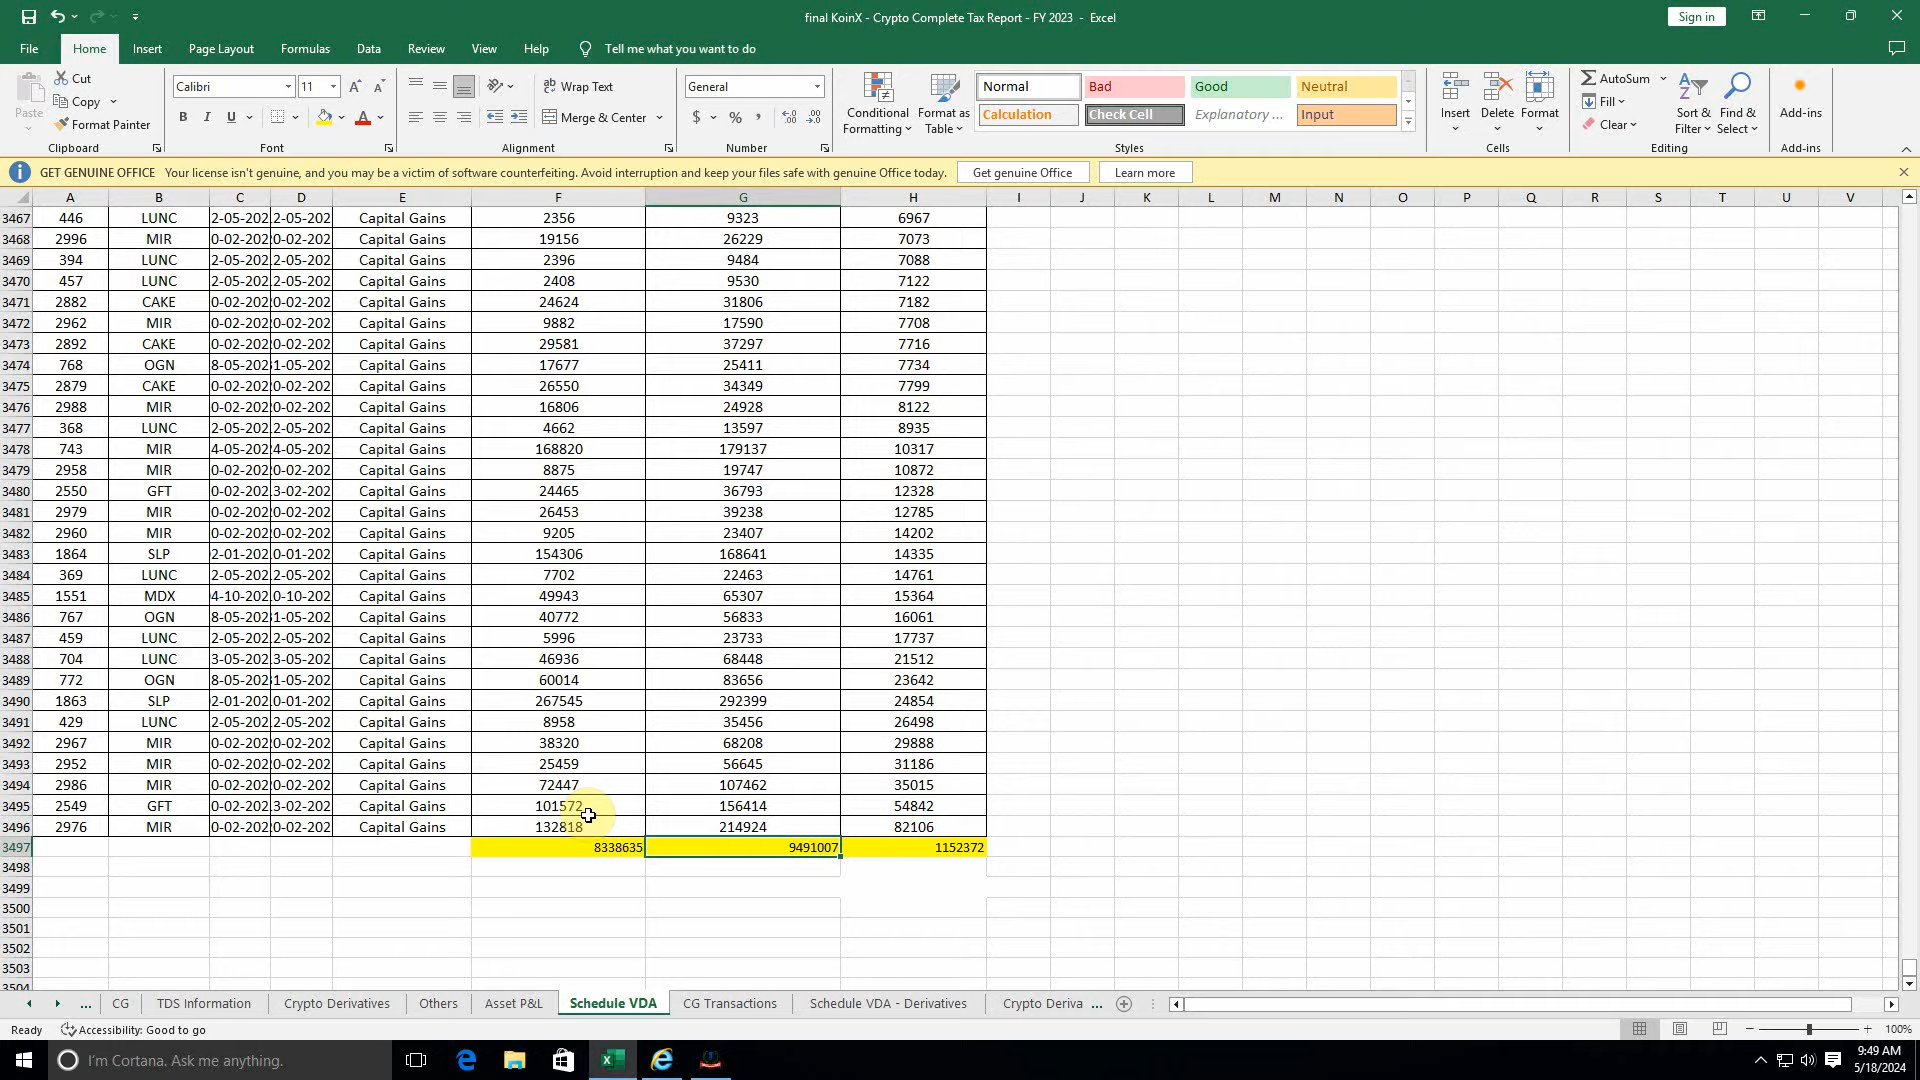 final KoinX - Crypto Complete Tax Report - FY 2023 - Excel
Sign in
File Home Insert Page Layout Formulas Data Review View Help Tell me what you want to do
Paste
Cut
Copy
Format Painter
Clipboard
Calibri 11
B I U
Font
Wrap Text
Merge & Center
Alignment
General
$ %
Number
Conditional Formatting
Format as Table
Normal Bad Good Neutral
Calculation Check Cell Explanatory ... Input
Styles
Insert Delete Format
Cells
AutoSum
Fill
Clear
Sort & Filter
Find & Select
Editing
Add-ins
Add-ins
GET GENUINE OFFICE Your license isn't genuine, and you may be a victim of software counterfeiting. Avoid interruption and keep your files safe with genuine Office today. Get genuine Office Learn more
A B C D E F G H I J K L M N O P Q R S T U V
3467 446 LUNC 2-05-202 2-05-202 Capital Gains 2356 9323 6967
3468 2996 MIR 0-02-202 0-02-202 Capital Gains 19156 26229 7073
3469 394 LUNC 2-05-202 2-05-202 Capital Gains 2396 9484 7088
3470 457 LUNC 2-05-202 2-05-202 Capital Gains 2408 9530 7122
3471 2882 CAKE 0-02-202 0-02-202 Capital Gains 24624 31806 7182
3472 2962 MIR 0-02-202 0-02-202 Capital Gains 9882 17590 7708
3473 2892 CAKE 0-02-202 0-02-202 Capital Gains 29581 37297 7716
3474 768 OGN 8-05-202 1-05-202 Capital Gains 17677 25411 7734
3475 2879 CAKE 0-02-202 0-02-202 Capital Gains 26550 34349 7799
3476 2988 MIR 0-02-202 0-02-202 Capital Gains 16806 24928 8122
3477 368 LUNC 2-05-202 2-05-202 Capital Gains 4662 13597 8935
3478 743 MIR 4-05-202 4-05-202 Capital Gains 168820 179137 10317
3479 2958 MIR 0-02-202 0-02-202 Capital Gains 8875 19747 10872
3480 2550 GFT 0-02-202 3-02-202 Capital Gains 24465 36793 12328
3481 2979 MIR 0-02-202 0-02-202 Capital Gains 26453 39238 12785
3482 2960 MIR 0-02-202 0-02-202 Capital Gains 9205 23407 14202
3483 1864 SLP 02-01-202 0-01-202 Capital Gains 154306 168641 14335
3484 369 LUNC 2-05-202 2-05-202 Capital Gains 7702 22463 14761
3485 1551 MDX 04-10-202 0-10-202 Capital Gains 49943 65307 15364
3486 767 OGN 8-05-202 1-05-202 Capital Gains 40772 56833 16061
3487 459 LUNC 2-05-202 2-05-202 Capital Gains 5996 23733 17737
3488 704 LUNC 3-05-202 3-05-202 Capital Gains 46936 68448 21512
3489 772 OGN 8-05-202 1-05-202 Capital Gains 60014 83656 23642
3490 1863 SLP 02-01-202 0-01-202 Capital Gains 267545 292399 24854
3491 429 LUNC 2-05-202 2-05-202 Capital Gains 8958 35456 26498
3492 2967 MIR 0-02-202 0-02-202 Capital Gains 38320 68208 29888
3493 2952 MIR 0-02-202 0-02-202 Capital Gains 25459 56645 31186
3494 2986 MIR 0-02-202 0-02-202 Capital Gains 72447 107462 35015
3495 2549 GFT 0-02-202 3-02-202 Capital Gains 101572 156414 54842
3496 2976 MIR 0-02-202 0-02-202 Capital Gains 132818 214924 82106
3497 8338635 9491007 1152372
3498
3499
3500
3501
3502
3503
3504
... CG TDS Information Crypto Derivatives Others Asset P&L Schedule VDA CG Transactions Schedule VDA - Derivatives Crypto Deriva ...
Ready Accessibility: Good to go 100%
I'm Cortana. Ask me anything.
9:49 AM
5/18/2024